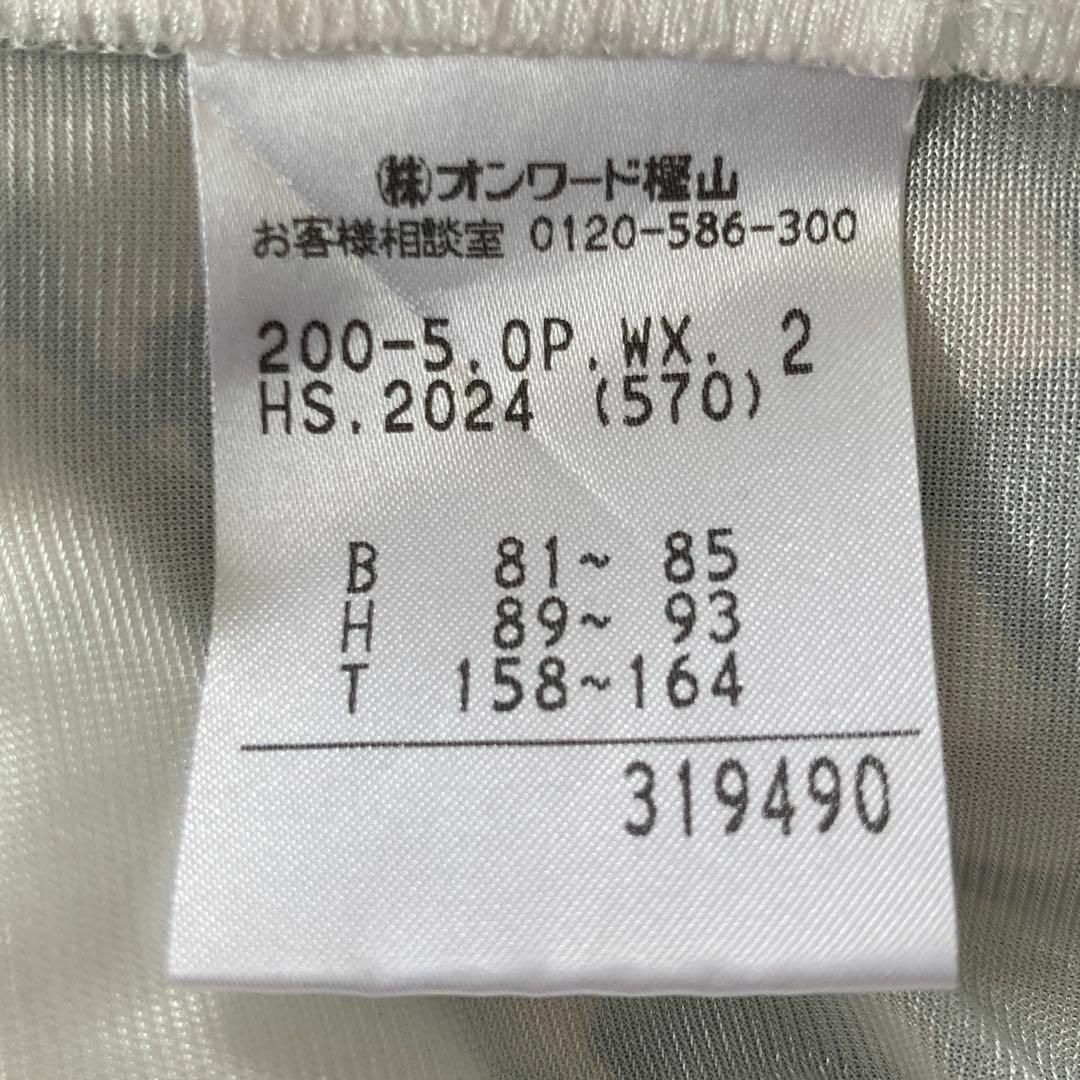 ㈱オンワード樫山
お客様相談室 0120-586-300
200-5.0P.WX. 2
HS.2024 (570)
B 81~ 85
H 89~ 93
T 158~164
319490